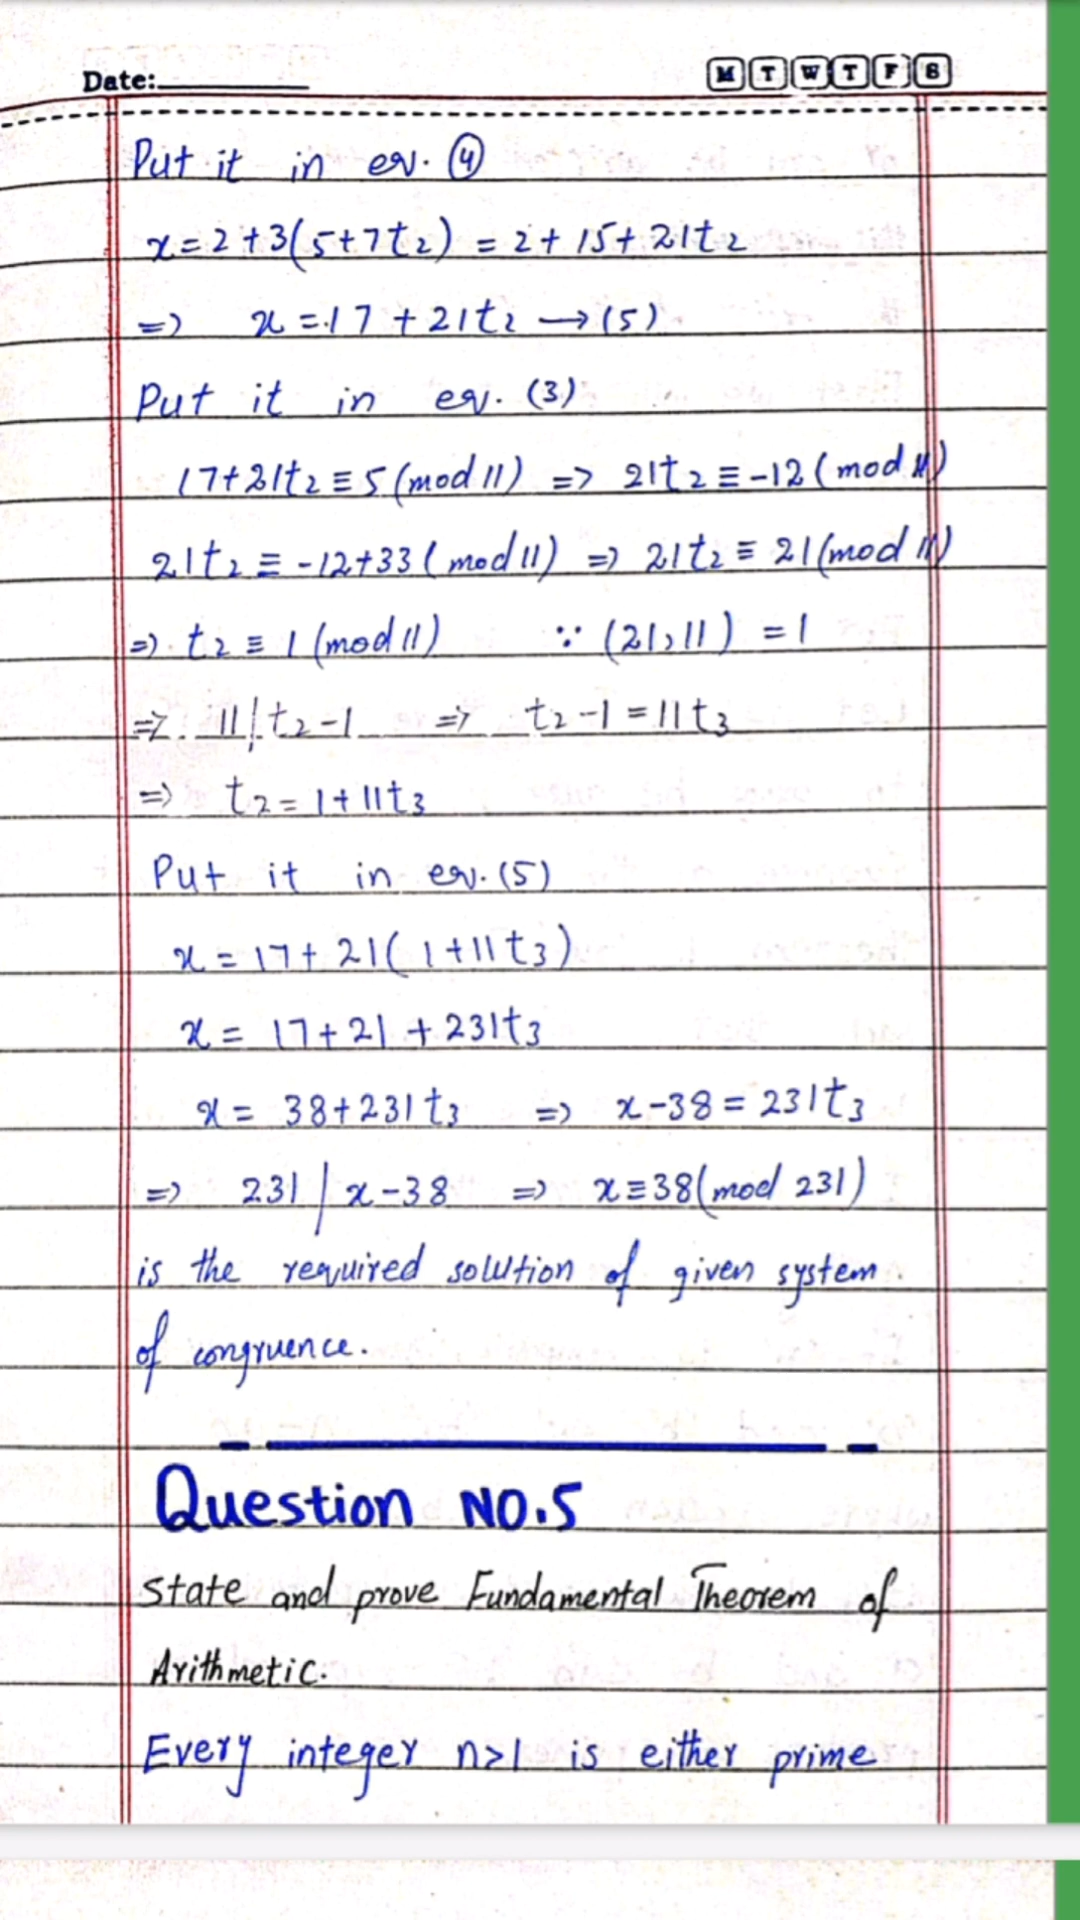 Date:
M T W T F S
Put it in eq. ④
x = 2 + 3(5 + 7t₂) = 2 + 15 + 21t₂
=> x = 17 + 21t₂ → (5)
Put it in eq. (3)
17 + 21t₂ ≡ 5 (mod 11) => 21t₂ ≡ -12 (mod 11)
21t₂ ≡ -12 + 33 (mod 11) => 21t₂ ≡ 21 (mod 11)
=> t₂ ≡ 1 (mod 11) ∵ (21, 11) = 1
=> 11 | t₂ - 1 => t₂ - 1 = 11t₃
=> t₂ = 1 + 11t₃
Put it in eq. (5)
x = 17 + 21(1 + 11t₃)
x = 17 + 21 + 231t₃
x = 38 + 231t₃ => x - 38 = 231t₃
=> 231 | x - 38 => x ≡ 38 (mod 231)
is the required solution of given system
of congruence.
Question NO.5
state and prove Fundamental Theorem of
Arithmetic.
Every integer n>1 is either prime